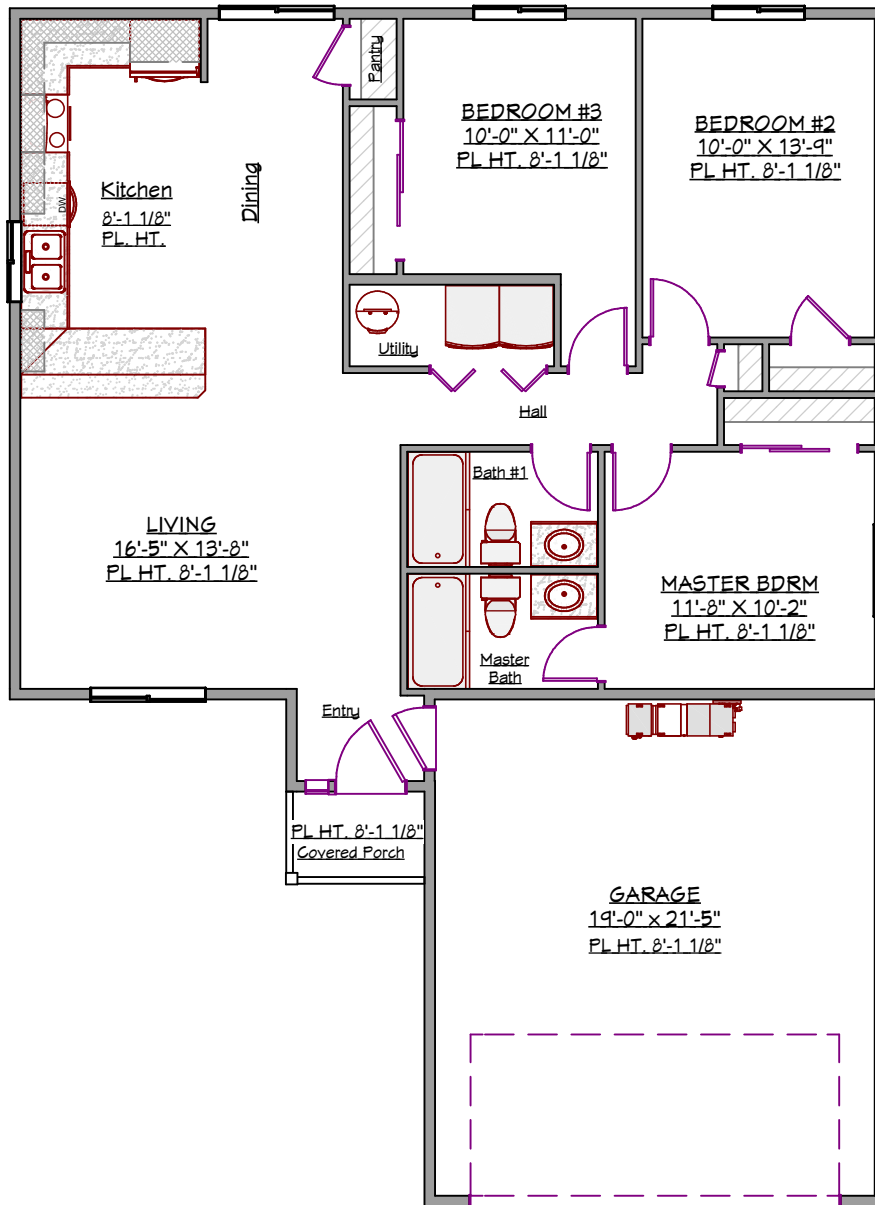 Pantry
BEDROOM #3
10'-0" X 11'-0"
PL HT. 8'-1 1/8"
BEDROOM #2
10'-0" X 13'-9"
PL HT. 8'-1 1/8"
Kitchen
8'-1 1/8"
PL. HT.
Dining
DW
Utility
Hall
Bath #1
LIVING
16'-5" X 13'-8"
PL HT. 8'-1 1/8"
MASTER BDRM
11'-8" X 10'-2"
PL HT. 8'-1 1/8"
Master
Bath
Entry
PL HT. 8'-1 1/8"
Covered Porch
GARAGE
19'-0" x 21'-5"
PL HT. 8'-1 1/8"